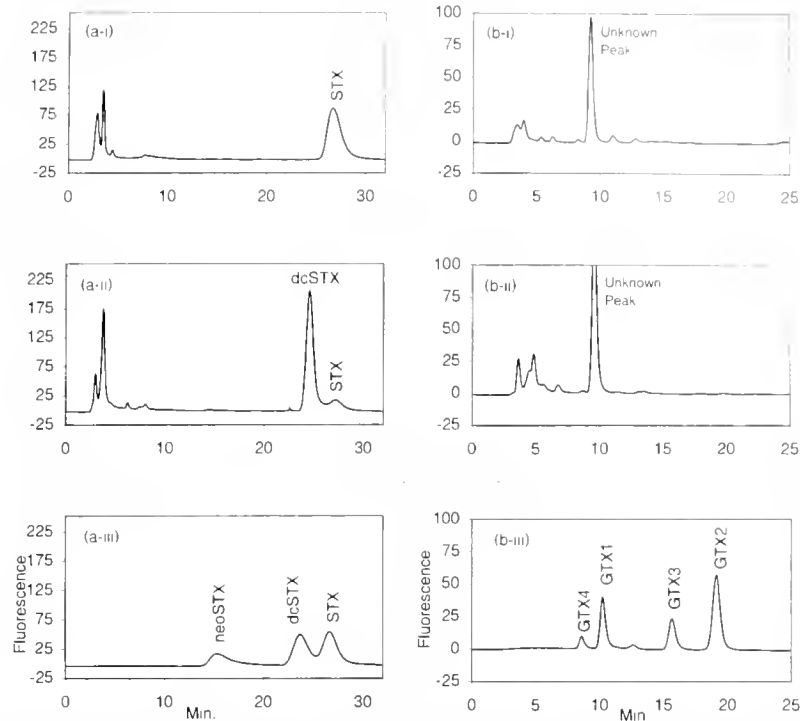 225
175
125
75
25
-25
(a-i)
STX
0
10
20
30
100
75
50
25
0
-25
(b-i)
Unknown
Peak
0
5
10
15
20
25
225
175
125
75
25
-25
(a-ii)
dcSTX
STX
0
10
20
30
100
75
50
25
0
-25
(b-ii)
Unknown
Peak
0
5
10
15
20
25
Fluorescence
225
175
125
75
25
-25
(a-iii)
neoSTX
dcSTX
STX
0
10
20
30
Min.
Fluorescence
100
75
50
25
0
-25
(b-iii)
GTX4
GTX1
GTX3
GTX2
0
5
10
15
20
25
Min